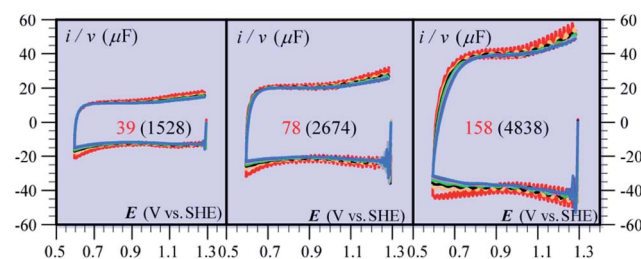 60 i / v (μF) i / v (μF) i / v (μF) 60
40 40
20 20
0 0
39 (1528) 78 (2674) 158 (4838)
-20 -20
-40 -40
E (V vs. SHE) E (V vs. SHE) E (V vs. SHE)
-60 -60
0.5 0.7 0.9 1.1 1.3 0.5 0.7 0.9 1.1 1.3 0.5 0.7 0.9 1.1 1.3